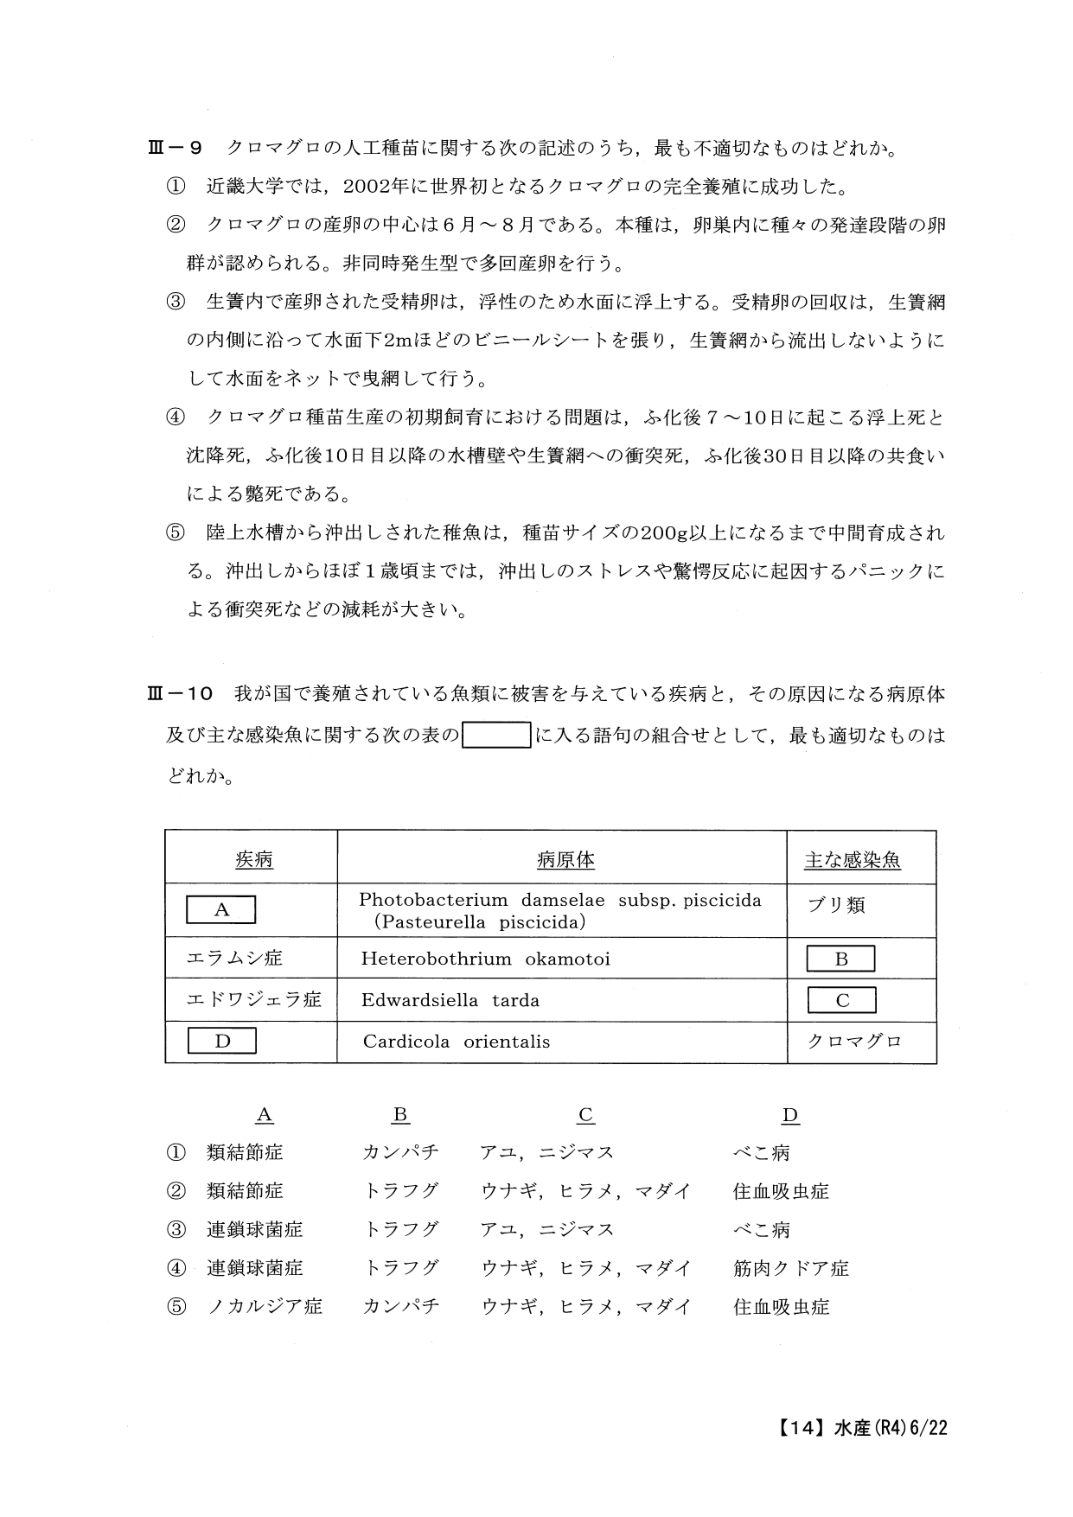 Ⅲ－９　クロマグロの人工種苗に関する次の記述のうち，最も不適切なものはどれか。
①　近畿大学では，2002年に世界初となるクロマグロの完全養殖に成功した。
②　クロマグロの産卵の中心は６月～８月である。本種は，卵巣内に種々の発達段階の卵
群が認められる。非同時発生型で多回産卵を行う。
③　生簀内で産卵された受精卵は，浮性のため水面に浮上する。受精卵の回収は，生簀網
の内側に沿って水面下2mほどのビニールシートを張り，生簀網から流出しないように
して水面をネットで曳網して行う。
④　クロマグロ種苗生産の初期飼育における問題は，ふ化後７～10日に起こる浮上死と
沈降死，ふ化後10日目以降の水槽壁や生簀網への衝突死，ふ化後30日目以降の共食い
による斃死である。
⑤　陸上水槽から沖出しされた稚魚は，種苗サイズの200g以上になるまで中間育成され
る。沖出しからほぼ１歳頃までは，沖出しのストレスや驚愕反応に起因するパニックに
よる衝突死などの減耗が大きい。
Ⅲ－10　我が国で養殖されている魚類に被害を与えている疾病と，その原因になる病原体
及び主な感染魚に関する次の表の　　　に入る語句の組合せとして，最も適切なものは
どれか。
疾病　病原体　主な感染魚
A　Photobacterium damselae subsp. piscicida　ブリ類
（Pasteurella piscicida）
エラムシ症　Heterobothrium okamotoi　B
エドワジェラ症　Edwardsiella tarda　C
D　Cardicola orientalis　クロマグロ
A　B　C　D
①　類結節症　カンパチ　アユ，ニジマス　べこ病
②　類結節症　トラフグ　ウナギ，ヒラメ，マダイ　住血吸虫症
③　連鎖球菌症　トラフグ　アユ，ニジマス　べこ病
④　連鎖球菌症　トラフグ　ウナギ，ヒラメ，マダイ　筋肉クドア症
⑤　ノカルジア症　カンパチ　ウナギ，ヒラメ，マダイ　住血吸虫症
【14】水産(R4)6/22